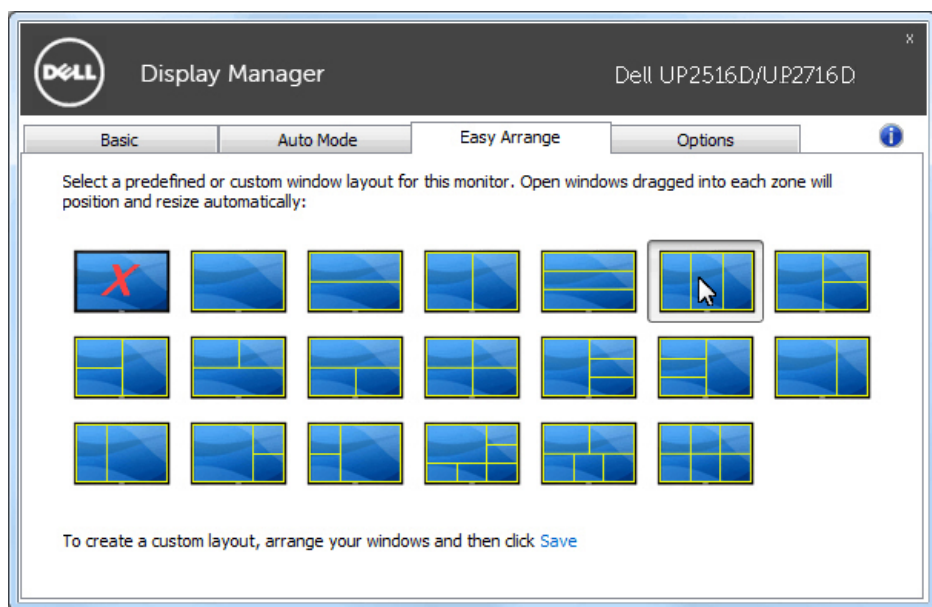 x
DELL
Display Manager
Dell UP2516D/UP2716D
Basic
Auto Mode
Easy Arrange
Options
i
Select a predefined or custom window layout for this monitor. Open windows dragged into each zone will
position and resize automatically:
X
To create a custom layout, arrange your windows and then click Save